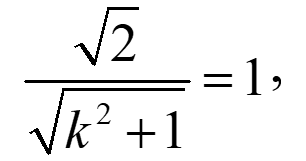 √2/√(k²+1) = 1，